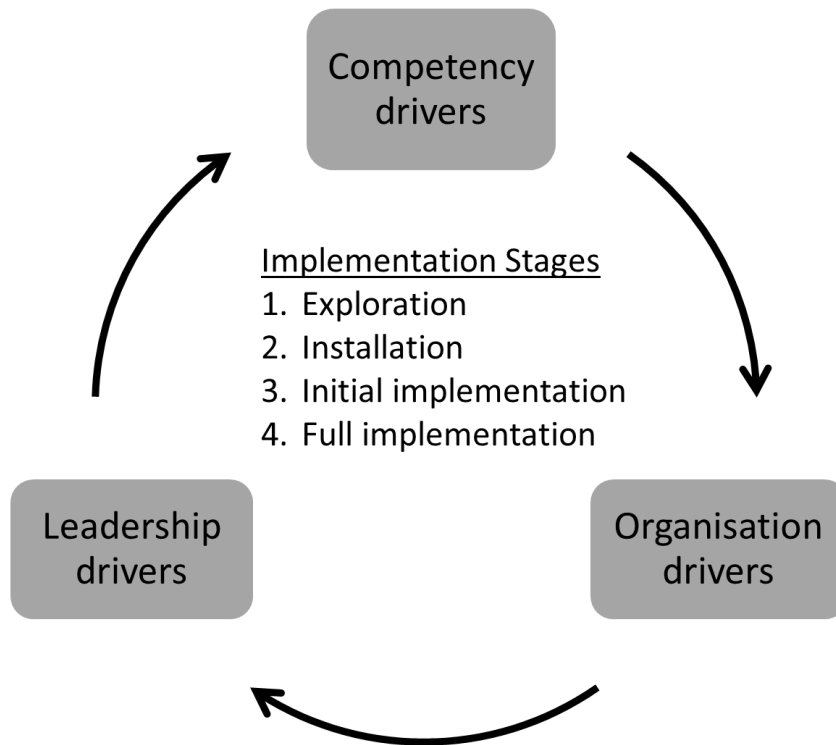 Competency
drivers
Implementation Stages
1. Exploration
2. Installation
3. Initial implementation
4. Full implementation
Leadership
drivers
Organisation
drivers